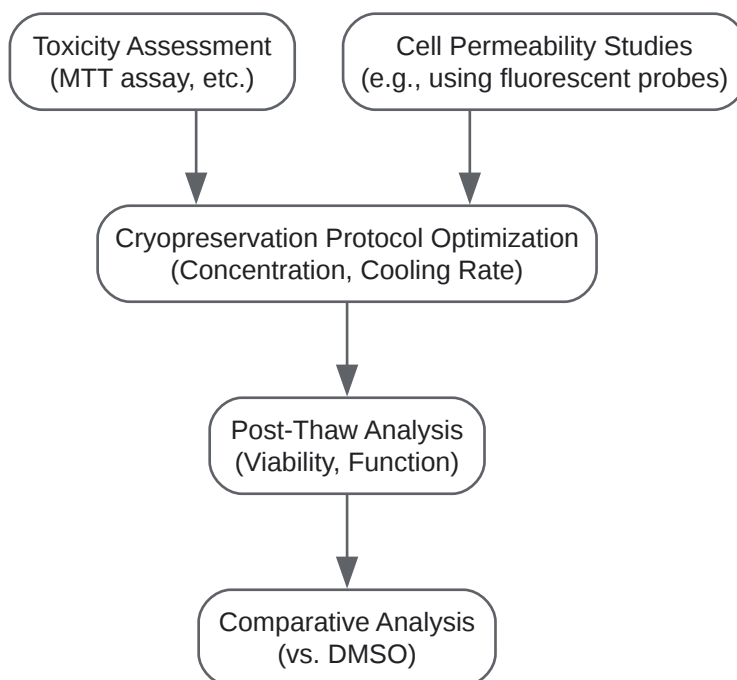 Toxicity Assessment
(MTT assay, etc.)
Cell Permeability Studies
(e.g., using fluorescent probes)
Cryopreservation Protocol Optimization
(Concentration, Cooling Rate)
Post-Thaw Analysis
(Viability, Function)
Comparative Analysis
(vs. DMSO)